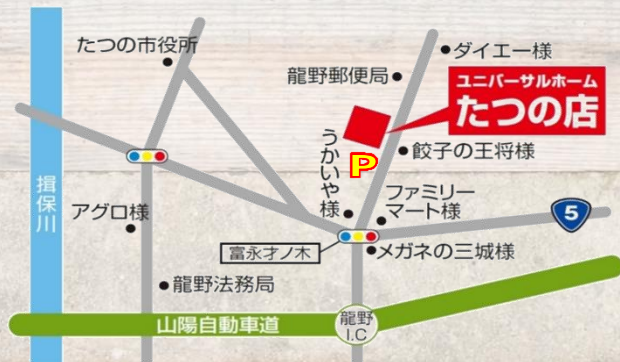 たつの市役所
ダイエー様
龍野郵便局
ユニバーサルホーム
たつの店
うかいや様
P
餃子の王将様
揖保川
アグロ様
ファミリー
マート様
5
富永才ノ木
メガネの三城様
龍野法務局
山陽自動車道
龍野
I.C